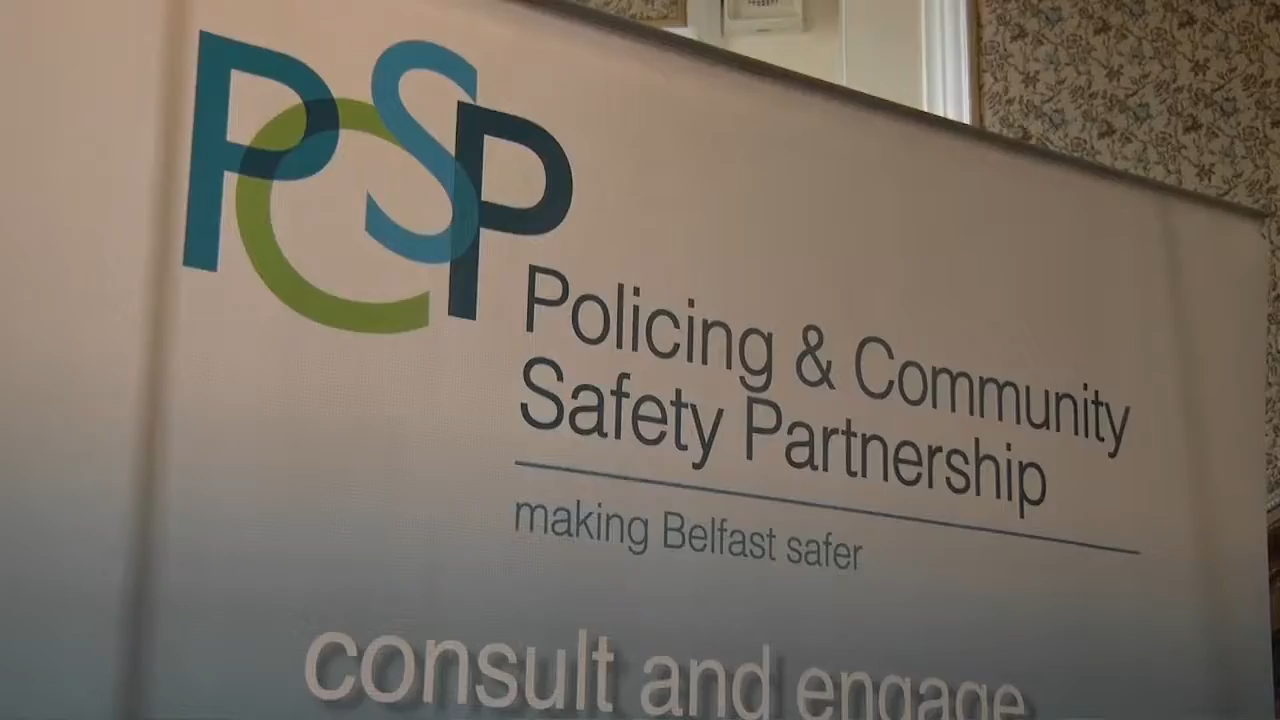 PCSP
Policing & Community
Safety Partnership
making Belfast safer
consult and engage